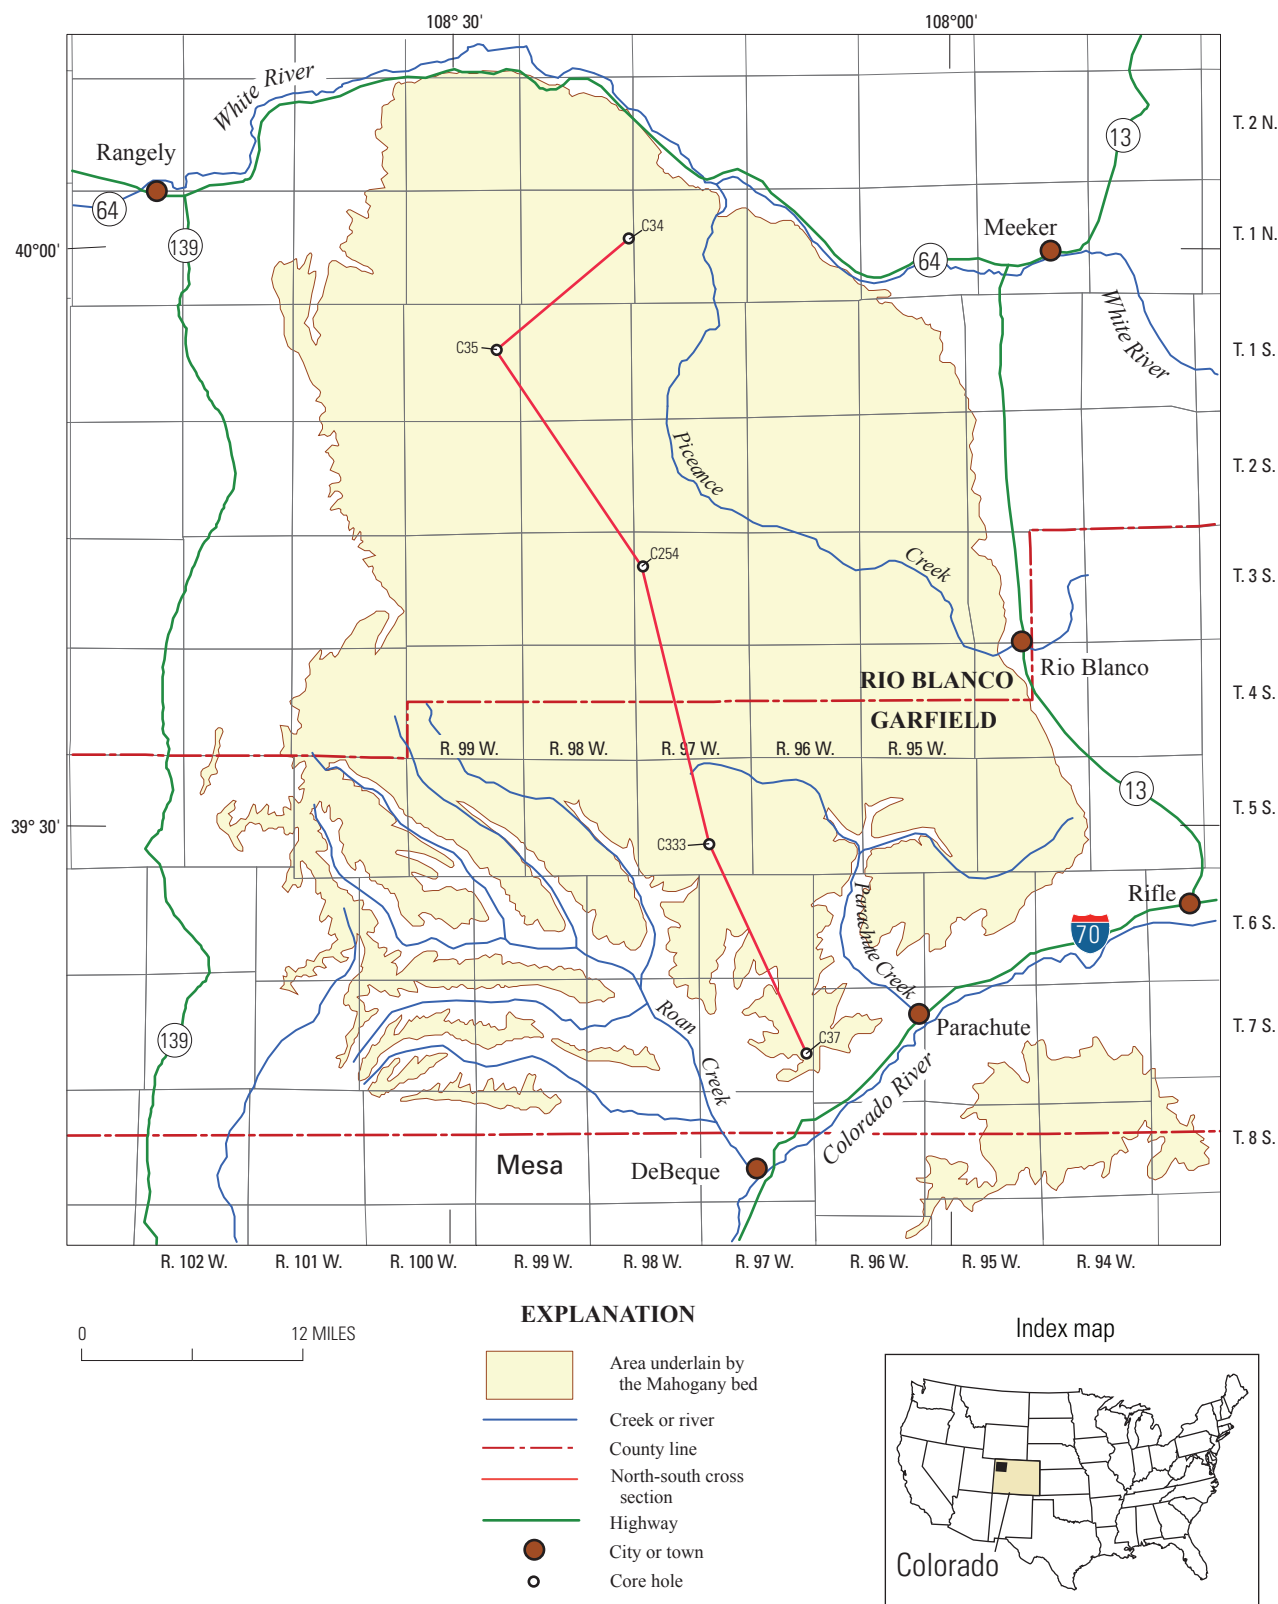 108° 30'
108° 00'
White River
T. 2 N.
13
Rangely
64
139
40° 00'
C34
Meeker
T. 1 N.
64
C35
White River
T. 1 S.
Piceance
T. 2 S.
C254
Creek
T. 3 S.
Rio Blanco
RIO BLANCO
T. 4 S.
GARFIELD
R. 99 W.
R. 98 W.
R. 97 W.
R. 96 W.
R. 95 W.
13
T. 5 S.
39° 30'
C333
Parachute Creek
Rifle
T. 6 S.
70
Roan
Parachute
T. 7 S.
139
C37
Creek
Colorado River
T. 8 S.
Mesa
DeBeque
R. 102 W.
R. 101 W.
R. 100 W.
R. 99 W.
R. 98 W.
R. 97 W.
R. 96 W.
R. 95 W.
R. 94 W.
0
12 MILES
EXPLANATION
Area underlain by
the Mahogany bed
Creek or river
County line
North-south cross
section
Highway
City or town
Core hole
Index map
Colorado